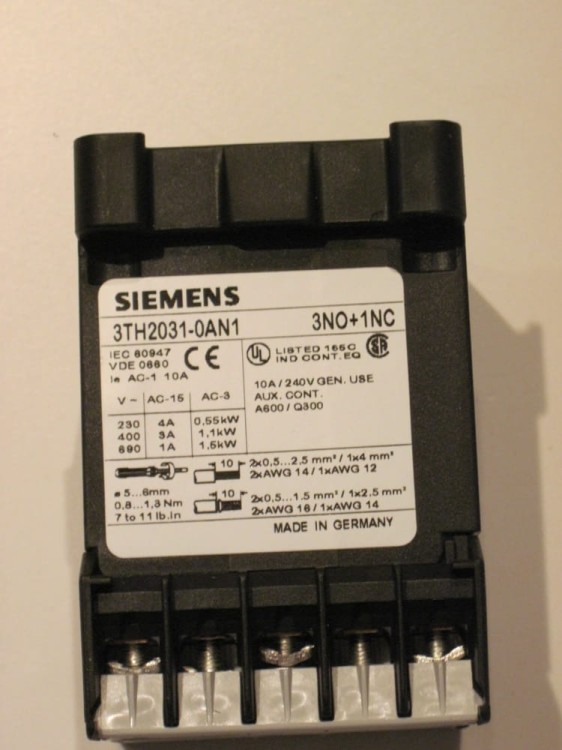 SIEMENS
3TH2031-0AN1 3NO+1NC
IEC 60947
VDE 0660
CE
Ie AC-1 10A
UL LISTED 165C
IND CONT. EQ
10A / 240V GEN. USE
AUX. CONT.
A600 / Q300
V ~ AC-15 AC-3
230 4A 0,55kW
400 3A 1,1kW
690 1A 1,5kW
10 2x0,5...2.5 mm² / 1x4 mm²
2xAWG 14 / 1xAWG 12
ø 5...6mm
0,8...1,3 Nm
7 to 11 lb.in
10 2x0,5...1.5 mm² / 1x2.5 mm²
2xAWG 16 / 1xAWG 14
MADE IN GERMANY